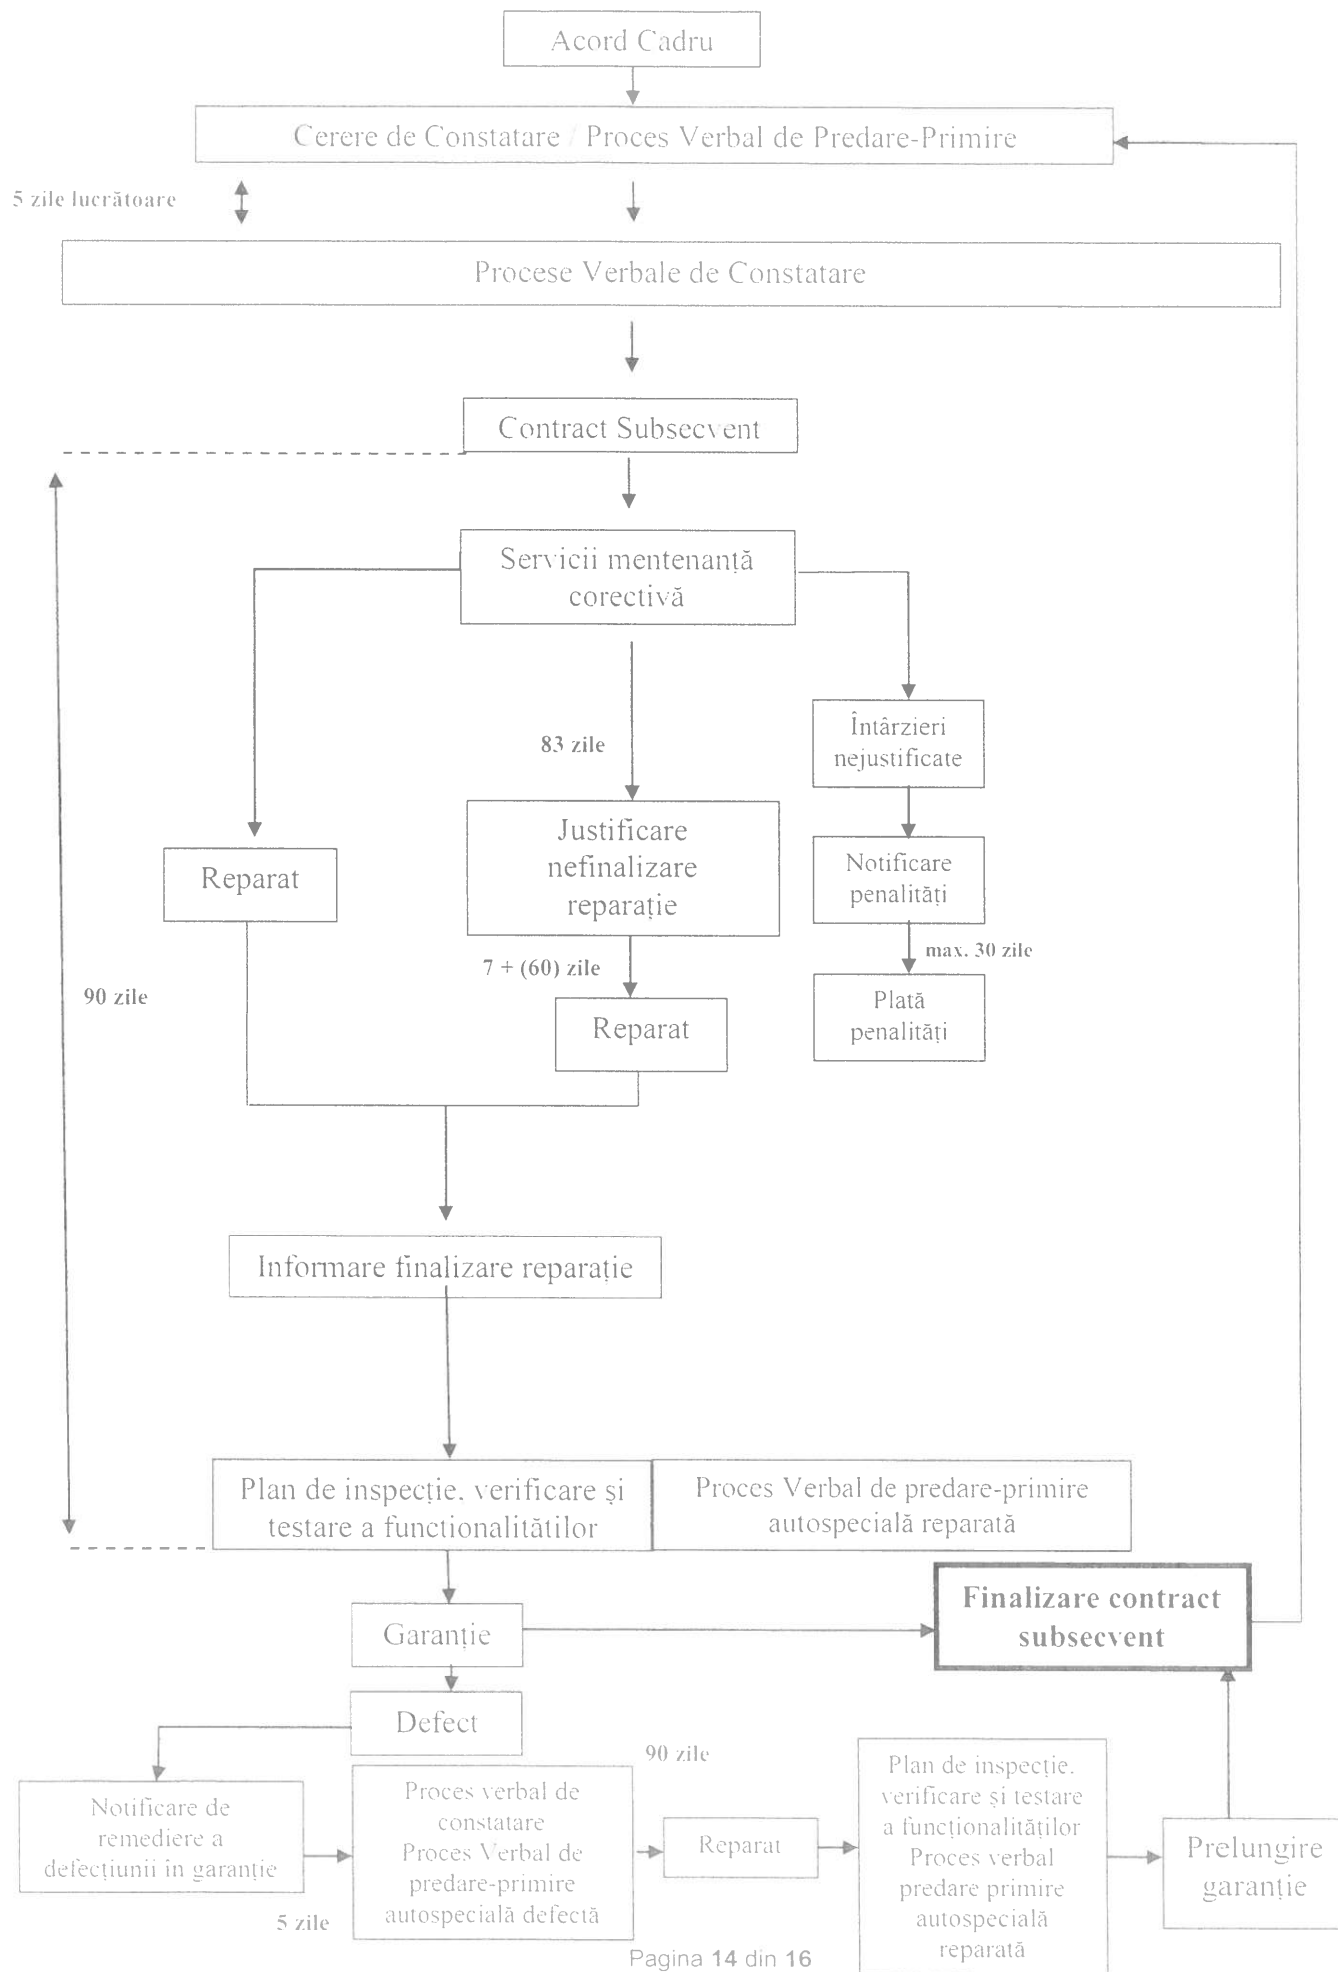 Acord Cadru
Cerere de Constatare / Proces Verbal de Predare-Primire
5 zile lucrătoare
Procese Verbale de Constatare
Contract Subsecvent
Servicii mentenanță
corectivă
83 zile
Întârzieri
nejustificate
Justificare
nefinalizare
reparație
Reparat
Notificare
penalități
max. 30 zile
7 + (60) zile
90 zile
Reparat
Plată
penalități
Informare finalizare reparație
Plan de inspecție, verificare și
testare a functionalitătilor
Proces Verbal de predare-primire
autospecială reparată
Garanție
Finalizare contract
subsecvent
Defect
90 zile
Notificare de
remediere a
defecțiunii în garanție
5 zile
Proces verbal de
constatare
Proces Verbal de
predare-primire
autospecială defectă
Reparat
Plan de inspecție,
verificare și testare
a funcționalităților
Proces verbal
predare primire
autospecială
reparată
Prelungire
garanție
Pagina 14 din 16